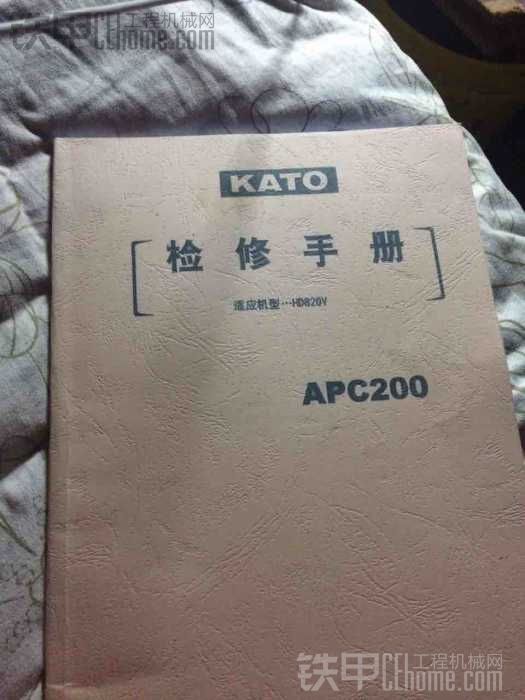 铁甲 工程机械网
cehome.com
KATO
检修手册
适应机型…HD820V
APC200
铁甲 工程机械网
cehome.com